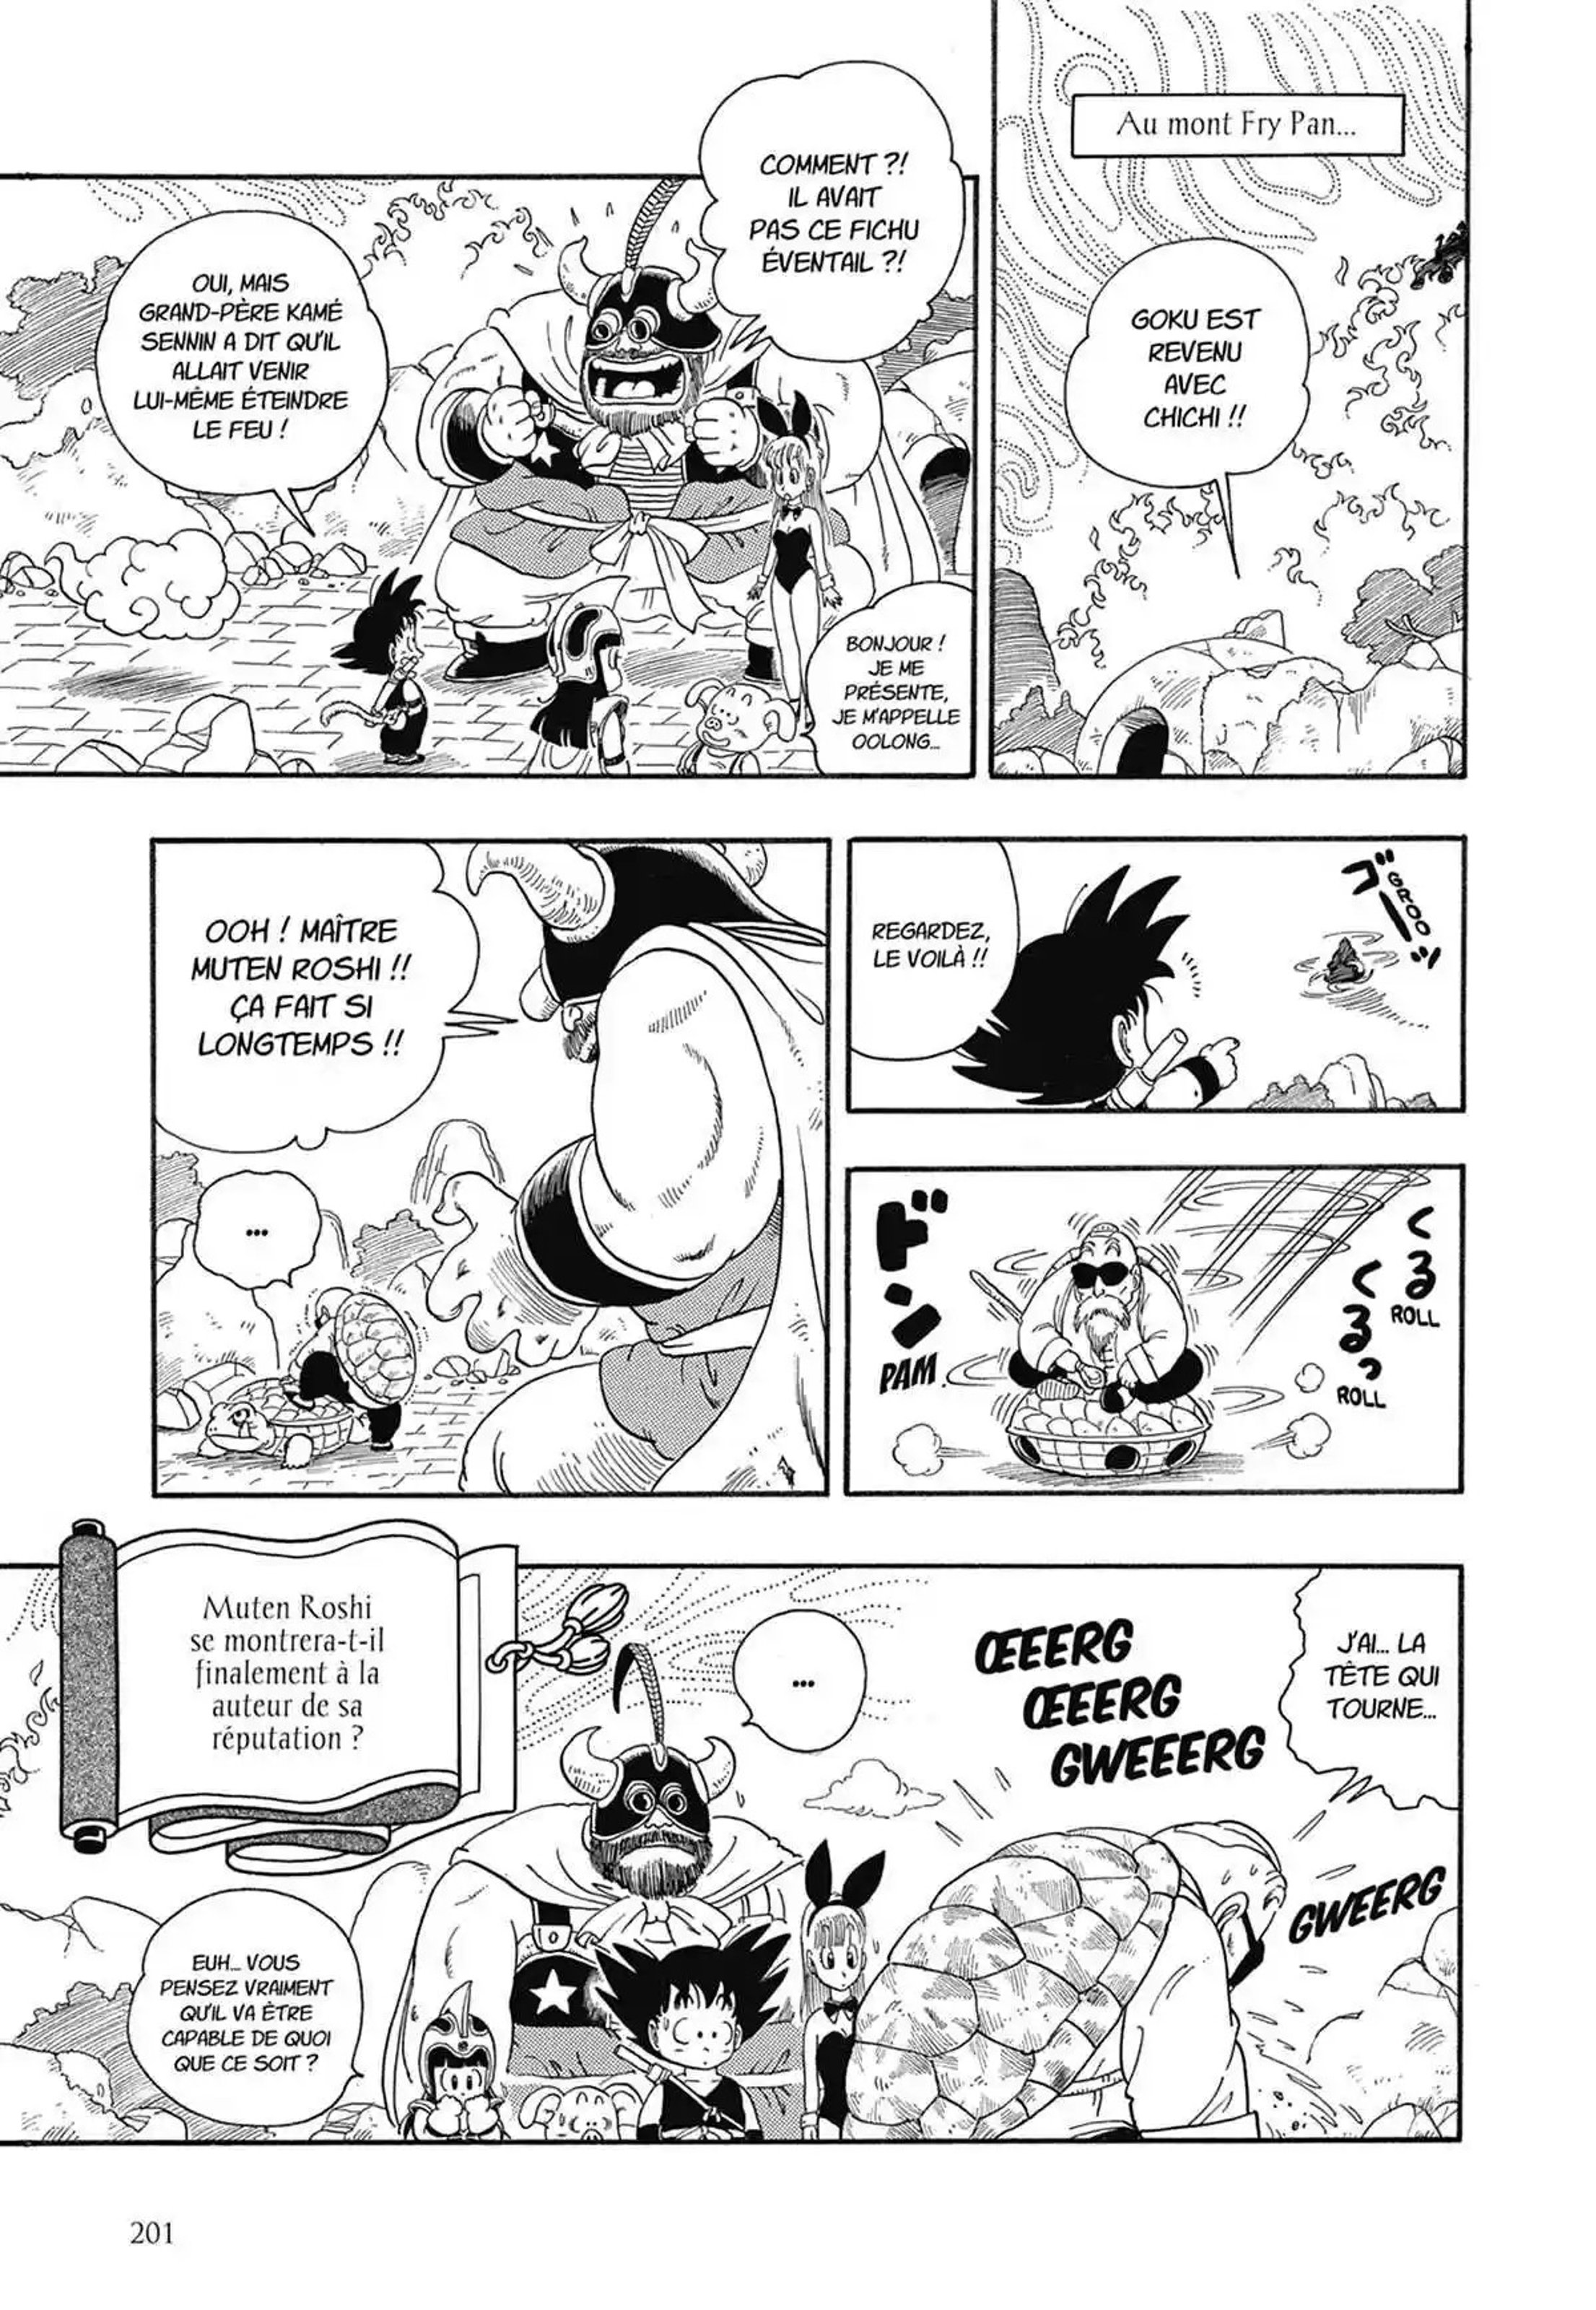 Au mont Fry Pan...
GOKU EST
REVENU
AVEC
CHICHI !!
COMMENT ?!
IL AVAIT
PAS CE FICHU
ÉVENTAIL ?!
OUI, MAIS
GRAND-PÈRE KAMÉ
SENNIN A DIT QU'IL
ALLAIT VENIR
LUI-MÊME ÉTEINDRE
LE FEU !
BONJOUR !
JE ME
PRÉSENTE,
JE M'APPELLE
OOLONG...
REGARDEZ,
LE VOILÀ !!
ゴーッ
GROO
くる
ROLL
くるっ
ROLL
ドン
PAM
OOH ! MAÎTRE
MUTEN ROSHI !!
ÇA FAIT SI
LONGTEMPS !!
...
J'AI... LA
TÊTE QUI
TOURNE...
ŒEERG
ŒEERG
GWEEERG
GWEERG
...
Muten Roshi
se montrera-t-il
finalement à la
auteur de sa
réputation ?
EUH... VOUS
PENSEZ VRAIMENT
QU'IL VA ÊTRE
CAPABLE DE QUOI
QUE CE SOIT ?
201